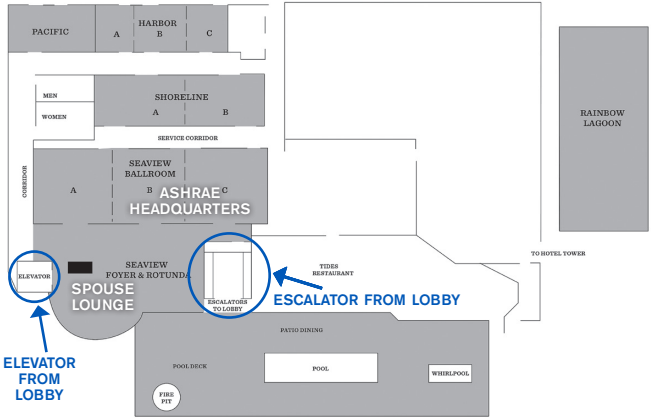 PACIFIC
HARBOR
A B C
MEN
WOMEN
SHORELINE
A B
RAINBOW
LAGOON
SERVICE CORRIDOR
CORRIDOR
SEAVIEW
BALLROOM
A B C
ASHRAE
HEADQUARTERS
ELEVATOR
SEAVIEW
FOYER & ROTUNDA
SPOUSE
LOUNGE
ESCALATORS
TO LOBBY
TIDES
RESTAURANT
TO HOTEL TOWER
ESCALATOR FROM LOBBY
ELEVATOR
FROM
LOBBY
PATIO DINING
POOL DECK
POOL
WHIRLPOOL
FIRE
PIT